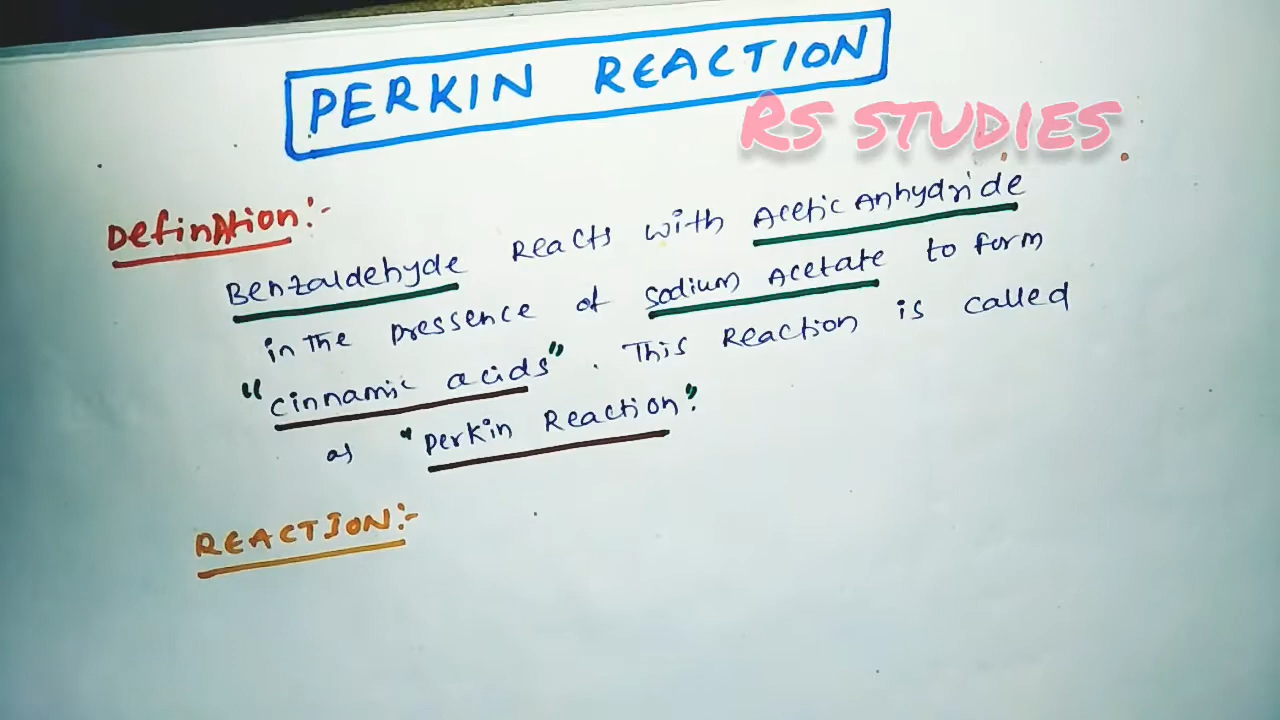 PERKIN REACTION
RS STUDIES
Defination:-
Benzaldehyde Reacts with Acetic Anhydride
in the pressence of Sodium Acetate to form
"cinnamic acids". This Reaction is called
as "Perkin Reaction"
REACTION:-